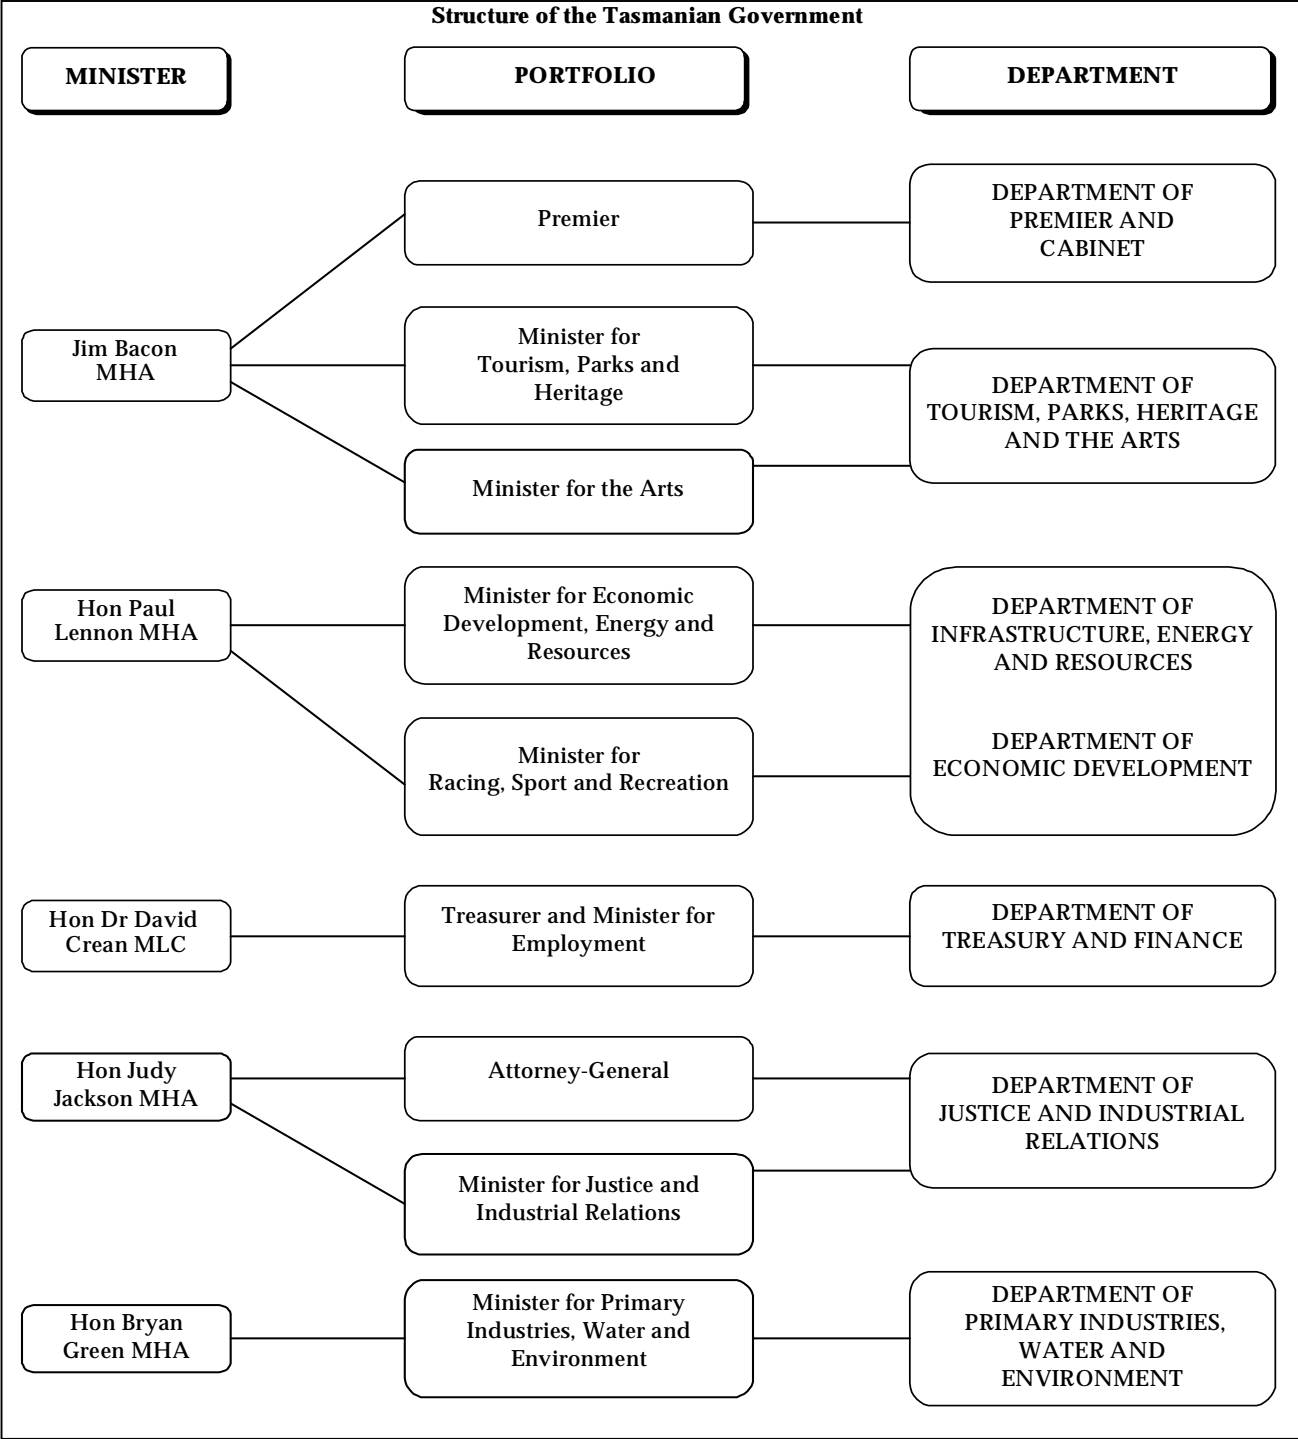 Structure of the Tasmanian Government
MINISTER
PORTFOLIO
DEPARTMENT
Jim Bacon
MHA
Premier
DEPARTMENT OF
PREMIER AND
CABINET
Minister for
Tourism, Parks and
Heritage
Minister for the Arts
DEPARTMENT OF
TOURISM, PARKS, HERITAGE
AND THE ARTS
Hon Paul
Lennon MHA
Minister for Economic
Development, Energy and
Resources
Minister for
Racing, Sport and Recreation
DEPARTMENT OF
INFRASTRUCTURE, ENERGY
AND RESOURCES
DEPARTMENT OF
ECONOMIC DEVELOPMENT
Hon Dr David
Crean MLC
Treasurer and Minister for
Employment
DEPARTMENT OF
TREASURY AND FINANCE
Hon Judy
Jackson MHA
Attorney-General
Minister for Justice and
Industrial Relations
DEPARTMENT OF
JUSTICE AND INDUSTRIAL
RELATIONS
Hon Bryan
Green MHA
Minister for Primary
Industries, Water and
Environment
DEPARTMENT OF
PRIMARY INDUSTRIES,
WATER AND
ENVIRONMENT